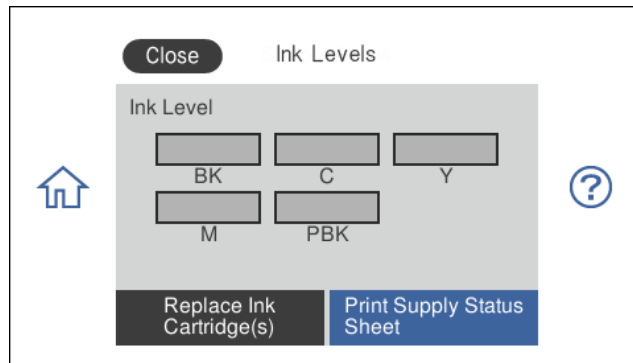 Close
Ink Levels
Ink Level
BK
C
Y
M
PBK
Replace Ink
Cartridge(s)
Print Supply Status
Sheet
?